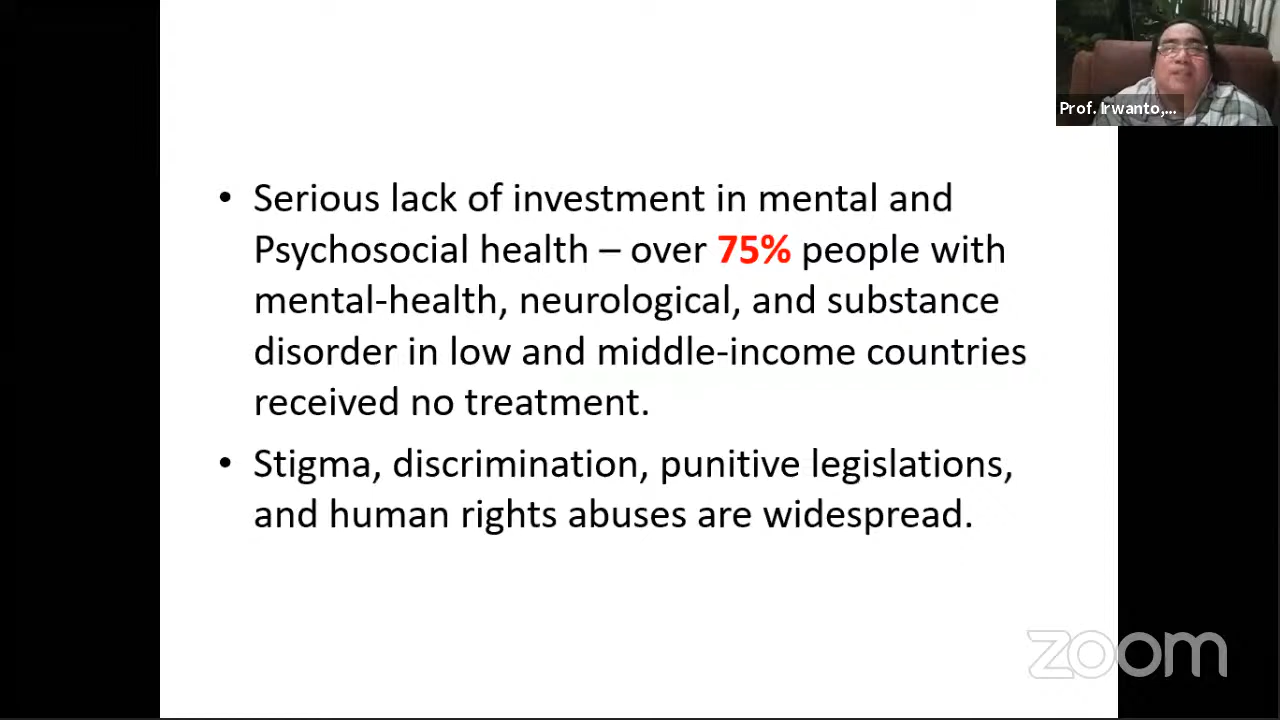 Prof. Irwanto,...
• Serious lack of investment in mental and
Psychosocial health – over 75% people with
mental-health, neurological, and substance
disorder in low and middle-income countries
received no treatment.
• Stigma, discrimination, punitive legislations,
and human rights abuses are widespread.
zoom